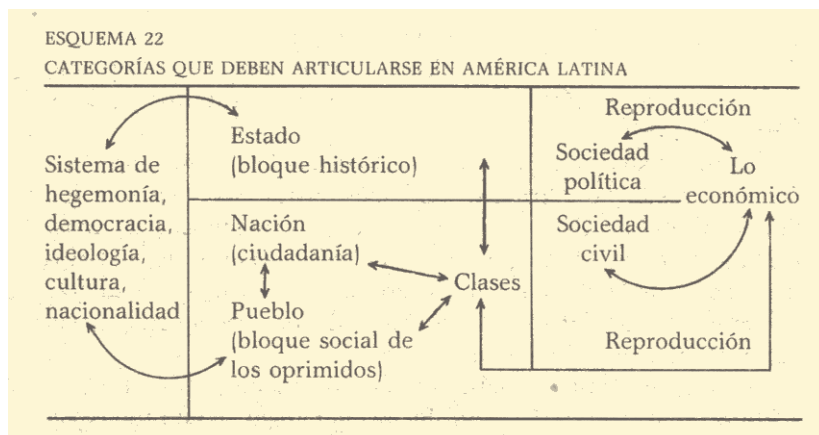 ESQUEMA 22
CATEGORÍAS QUE DEBEN ARTICULARSE EN AMÉRICA LATINA
Sistema de
hegemonía,
democracia,
ideología,
cultura,
nacionalidad
Estado
(bloque histórico)
Nación
(ciudadanía)
Pueblo
(bloque social de
los oprimidos)
Clases
Reproducción
Sociedad
política
Lo
económico
Sociedad
civil
Reproducción